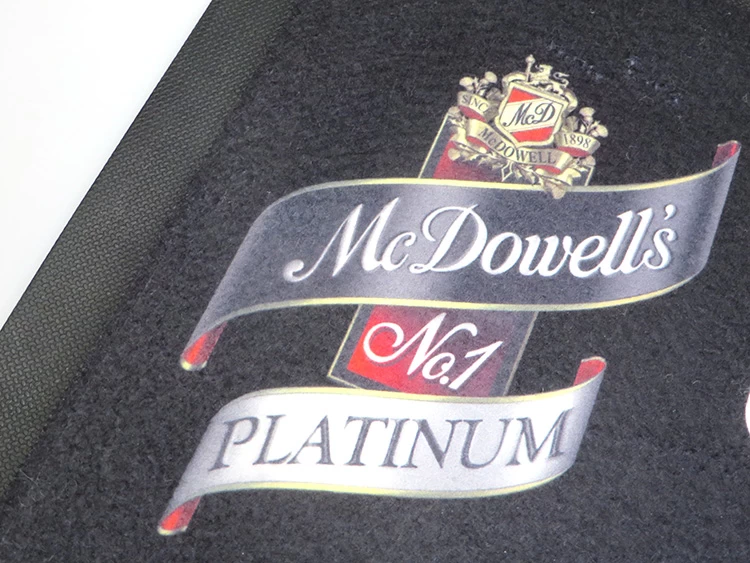 McD
SINCE 1898
McDOWELL
McDowell's
No.1
PLATINUM